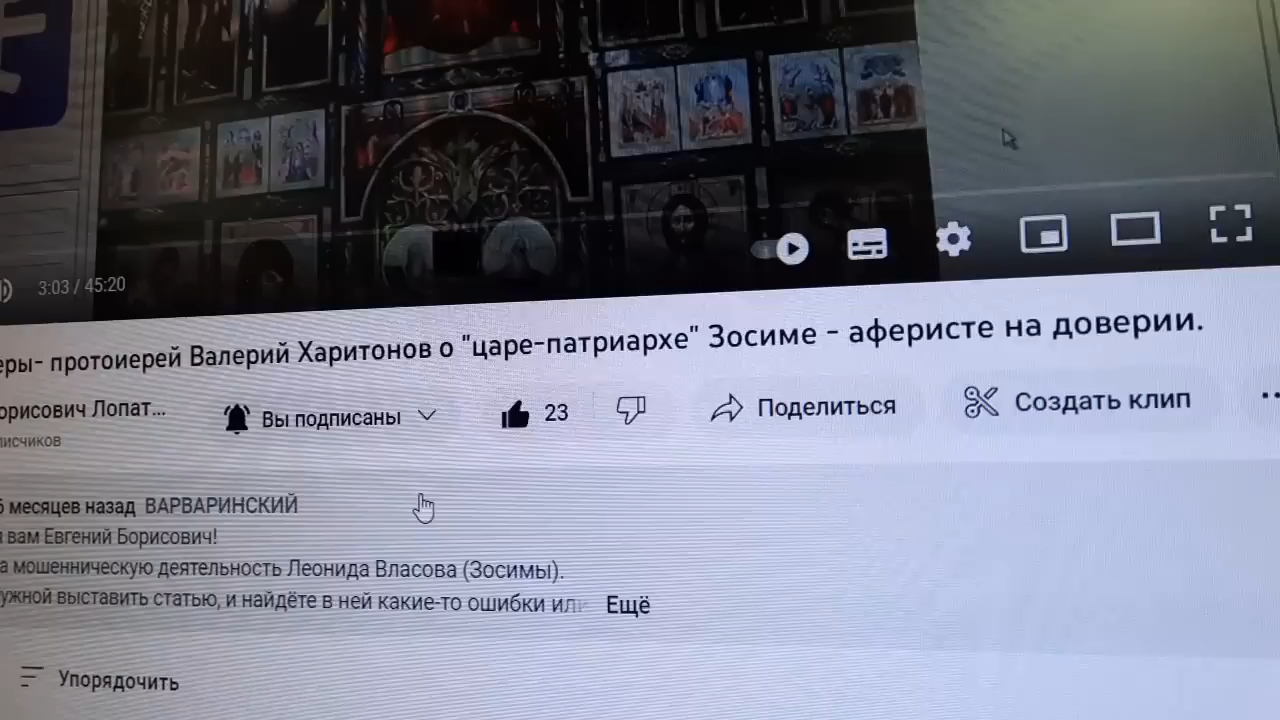 3:03 / 45:20
еры- протоиерей Валерий Харитонов о "царе-патриархе" Зосиме - аферисте на доверии.
орисович Лопат...
Вы подписаны
23
Поделиться
Создать клип
писчиков
6 месяцев назад ВАРВАРИНСКИЙ
вам Евгений Борисович!
а мошенническую деятельность Леонида Власова (Зосимы).
ужной выставить статью, и найдёте в ней какие-то ошибки или Ещё
Упорядочить